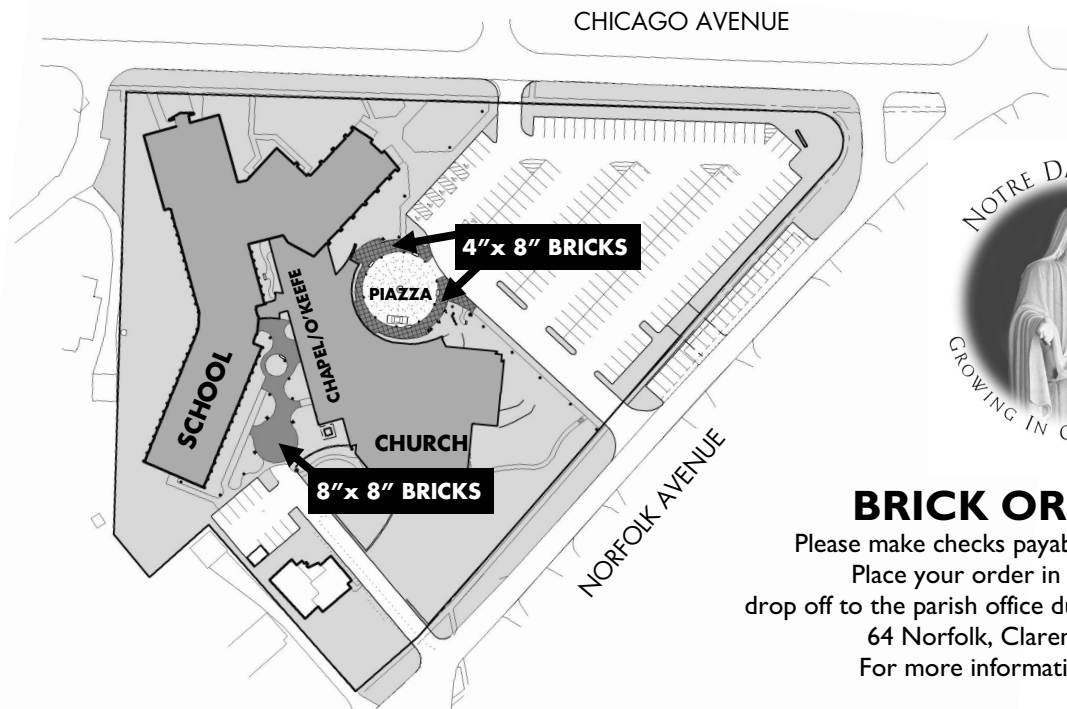 CHICAGO AVENUE
4″x 8″ BRICKS
PIAZZA
CHAPEL/O'KEEFE
SCHOOL
CHURCH
8″x 8″ BRICKS
NORFOLK AVENUE
NOTRE DA
GROWING IN C
BRICK OR
Please make checks payab
Place your order in
drop off to the parish office du
64 Norfolk, Claren
For more informati